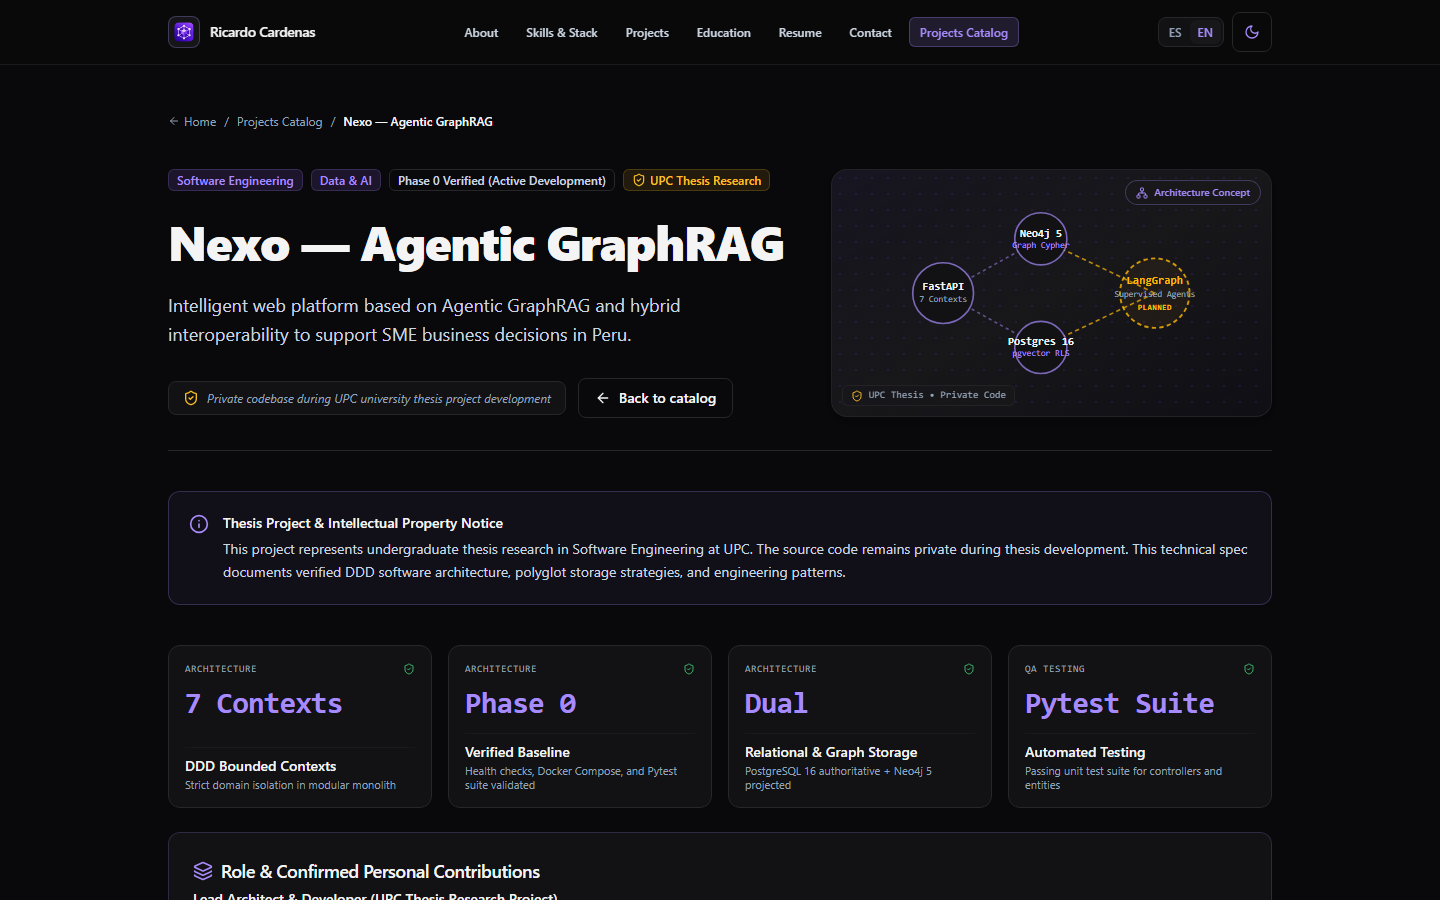 Ricardo Cardenas
About
Skills & Stack
Projects
Education
Resume
Contact
Projects Catalog
ES
EN
Home / Projects Catalog / Nexo — Agentic GraphRAG
Software Engineering
Data & AI
Phase 0 Verified (Active Development)
UPC Thesis Research
Nexo — Agentic GraphRAG
Intelligent web platform based on Agentic GraphRAG and hybrid
interoperability to support SME business decisions in Peru.
Private codebase during UPC university thesis project development
Back to catalog
Architecture Concept
Neo4j 5
Graph Cypher
FastAPI
7 Contexts
LangGraph
Supervised Agents
PLANNED
Postgres 16
pgvector RLS
UPC Thesis • Private Code
Thesis Project & Intellectual Property Notice
This project represents undergraduate thesis research in Software Engineering at UPC. The source code remains private during thesis development. This technical spec
documents verified DDD software architecture, polyglot storage strategies, and engineering patterns.
ARCHITECTURE
7 Contexts
DDD Bounded Contexts
Strict domain isolation in modular monolith
ARCHITECTURE
Phase 0
Verified Baseline
Health checks, Docker Compose, and Pytest
suite validated
ARCHITECTURE
Dual
Relational & Graph Storage
PostgreSQL 16 authoritative + Neo4j 5
projected
QA TESTING
Pytest Suite
Automated Testing
Passing unit test suite for controllers and
entities
Role & Confirmed Personal Contributions
Lead Architect & Developer (UPC Thesis Research Project)